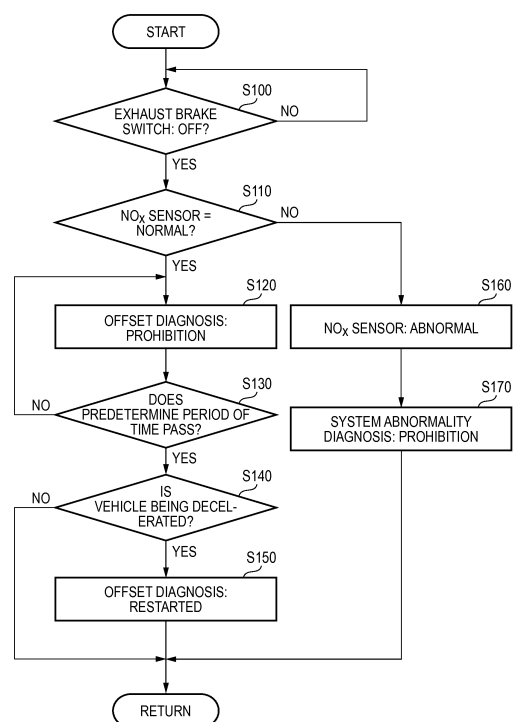 START
S100
EXHAUST BRAKE
SWITCH: OFF?
NO
YES
S110
NOX SENSOR =
NORMAL?
NO
YES
S120
OFFSET DIAGNOSIS:
PROHIBITION
S160
NOX SENSOR: ABNORMAL
S130
DOES
PREDETERMINE PERIOD OF
TIME PASS?
NO
YES
S170
SYSTEM ABNORMALITY
DIAGNOSIS: PROHIBITION
S140
IS
VEHICLE BEING DECEL-
ERATED?
NO
YES
S150
OFFSET DIAGNOSIS:
RESTARTED
RETURN